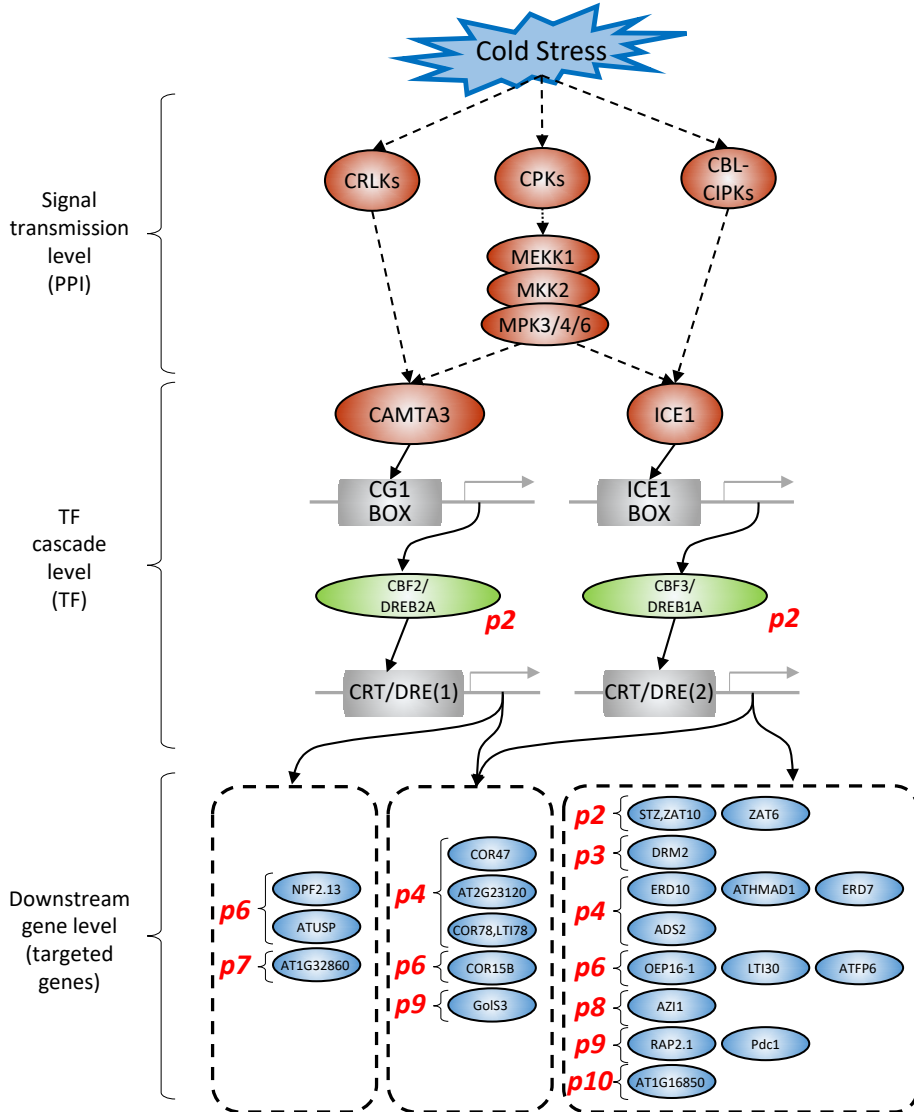 Cold Stress
Signal
transmission
level
(PPI)
CRLKs
CPKs
CBL-
CIPKs
MEKK1
MKK2
MPK3/4/6
TF
cascade
level
(TF)
CAMTA3
ICE1
CG1
BOX
ICE1
BOX
CBF2/
DREB2A
p2
CBF3/
DREB1A
p2
CRT/DRE(1)
CRT/DRE(2)
Downstream
gene level
(targeted
genes)
p6
NPF2.13
ATUSP
p7
AT1G32860
p4
COR47
AT2G23120
COR78,LTI78
p6
COR15B
p9
GolS3
p2
STZ,ZAT10
ZAT6
p3
DRM2
p4
ERD10
ATHMAD1
ERD7
ADS2
p6
OEP16-1
LTI30
ATFP6
p8
AZI1
p9
RAP2.1
Pdc1
p10
AT1G16850